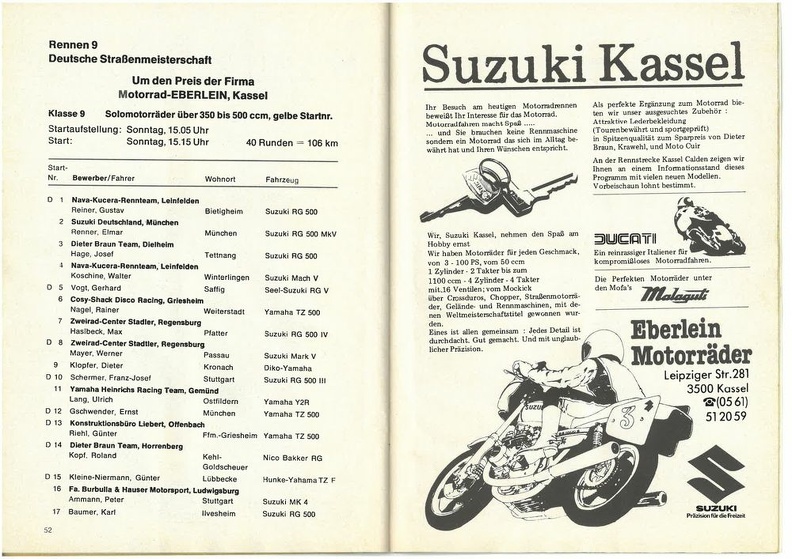 Rennen 9
Deutsche Straßenmeisterschaft
Um den Preis der Firma
Motorrad-EBERLEIN, Kassel
Klasse 9 Solomotorräder über 350 bis 500 ccm, gelbe Startnr.
Startaufstellung: Sonntag, 15.05 Uhr
Start: Sonntag, 15.15 Uhr 40 Runden = 106 km
Start-
Nr. Bewerber/Fahrer Wohnort Fahrzeug
D 1 Nava-Kucera-Rennteam, Leinfelden
Reiner, Gustav Bietigheim Suzuki RG 500
2 Suzuki Deutschland, München
Renner, Elmar München Suzuki RG 500 MkV
3 Dieter Braun Team, Dielheim
Hage, Josef Tettnang Suzuki RG 500
4 Nava-Kucera-Rennteam, Leinfelden
Koschine, Walter Winterlingen Suzuki Mach V
D 5 Vogt, Gerhard Saffig Seel-Suzuki RG V
6 Cosy-Shack Disco Racing, Griesheim
Nagel, Rainer Weiterstadt Yamaha TZ 500
7 Zweirad-Center Stadler, Regensburg
Haslbeck, Max Pfatter Suzuki RG 500 IV
D 8 Zweirad-Center Stadler, Regensburg
Mayer, Werner Passau Suzuki Mark V
9 Klopfer, Dieter Kronach Diko-Yamaha
D 10 Schermer, Franz-Josef Stuttgart Suzuki RG 500 III
11 Yamaha Heinrichs Racing Team, Gemünd
Lang, Ulrich Ostfildern Yamaha Y2R
D 12 Gschwender, Ernst München Yamaha TZ 500
D 13 Konstruktionsbüro Liebert, Offenbach
Riehl, Günter Ffm.-Griesheim Yamaha TZ 500
D 14 Dieter Braun Team, Horrenberg
Kopf, Roland Kehl- Nico Bakker RG
Goldscheuer
D 15 Kleine-Niermann, Günter Lübbecke Hunke-Yahama TZ F
16 Fa. Burbulla & Hauser Motorsport, Ludwigsburg
Ammann, Peter Stuttgart Suzuki MK 4
17 Baumer, Karl Ilvesheim Suzuki RG 500
52
Suzuki Kassel
Ihr Besuch am heutigen Motorradrennen
beweißt Ihr Interesse für das Motorrad.
Motorradfahren macht Spaß .....
... und Sie brauchen keine Rennmaschine
sondern ein Motorrad das sich im Alltag be-
währt hat und Ihren Wünschen entspricht.
Wir, Suzuki Kassel, nehmen den Spaß am
Hobby ernst
Wir haben Motorräder für jeden Geschmack,
von 3 - 100 PS, von 50 ccm
1 Zylinder - 2 Takter bis zum
1100 ccm - 4 Zylinder - 4 Takter
mit 16 Ventilen; vom Mockick
über Crossduros, Chopper, Straßenmotorrä-
der, Gelände- und Rennmaschinen, mit de-
nen Weltmeisterschaftstitel gewonnen wur-
den.
Eines ist allen gemeinsam : Jedes Detail ist
durchdacht. Gut gemacht. Und mit unglaub-
licher Präzision.
Als perfekte Ergänzung zum Motorrad bie-
ten wir unser ausgesuchtes Zubehör :
Attraktive Lederbekleidung
(Tourenbewährt und sportgeprüft)
in Spitzenqualität zum Sparpreis von Dieter
Braun, Krawehl, und Moto Cuir
An der Rennstrecke Kassel Calden zeigen wir
Ihnen an einem Informationsstand dieses
Programm mit vielen neuen Modellen.
Vorbeischaun lohnt bestimmt.
DUCATI
Ein reinrassiger Italiener für
kompromißloses Motorradfahren.
Die Perfekten Motorräder unter
den Mofa's Malaguti
Eberlein
Motorräder
Leipziger Str. 281
3500 Kassel
☎ (05 61)
51 20 59
SUZUKI
3
SUZUKI
Präzision für die Freizeit